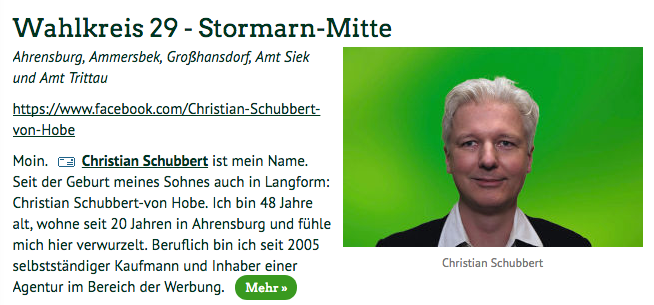 Wahlkreis 29 - Stormarn-Mitte
Ahrensburg, Ammersbek, Großhansdorf, Amt Siek
und Amt Trittau
https://www.facebook.com/Christian-Schubbert-
von-Hobe
Moin. Christian Schubbert ist mein Name.
Seit der Geburt meines Sohnes auch in Langform:
Christian Schubbert-von Hobe. Ich bin 48 Jahre
alt, wohne seit 20 Jahren in Ahrensburg und fühle
mich hier verwurzelt. Beruflich bin ich seit 2005
selbstständiger Kaufmann und Inhaber einer
Agentur im Bereich der Werbung. Mehr »
Christian Schubbert